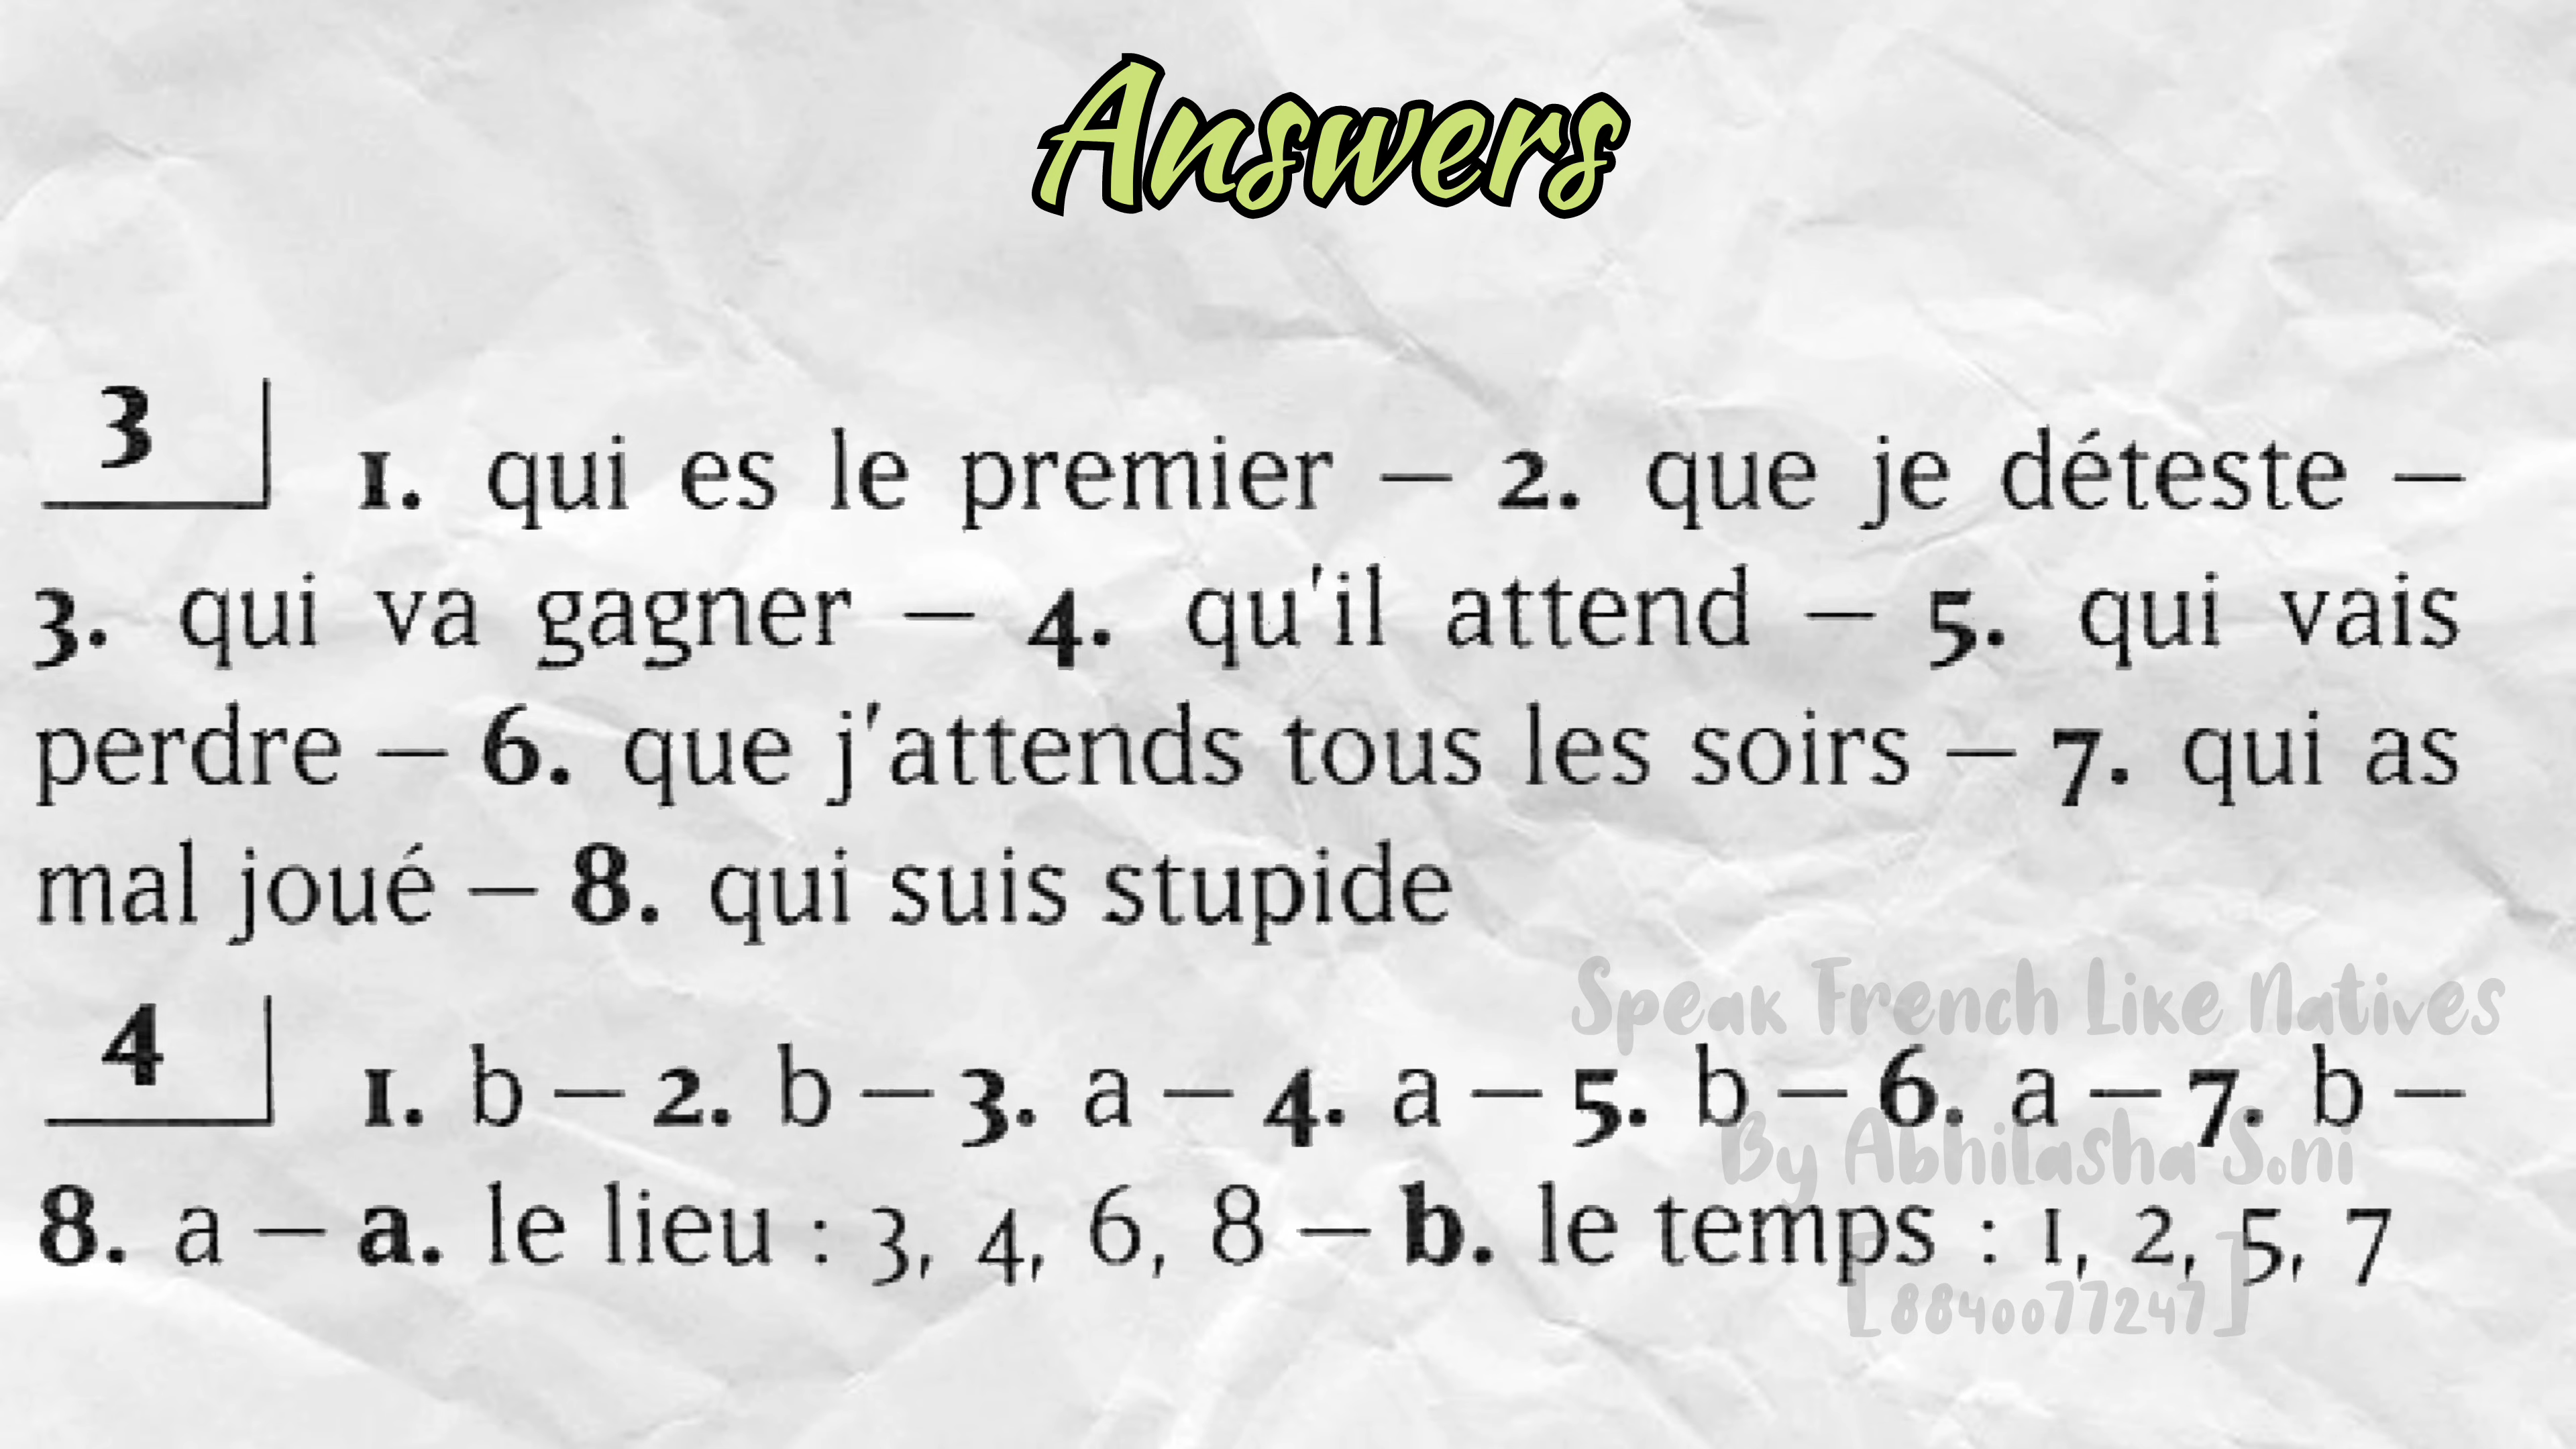 Answers
3 1. qui es le premier – 2. que je déteste –
3. qui va gagner – 4. qu'il attend – 5. qui vais
perdre – 6. que j'attends tous les soirs – 7. qui as
mal joué – 8. qui suis stupide
Speak French Like Natives
4 1. b – 2. b – 3. a – 4. a – 5. b – 6. a – 7. b –
By Abhilasha Soni
8. a – a. le lieu : 3, 4, 6, 8 – b. le temps : 1, 2, 5, 7
[8840077247]